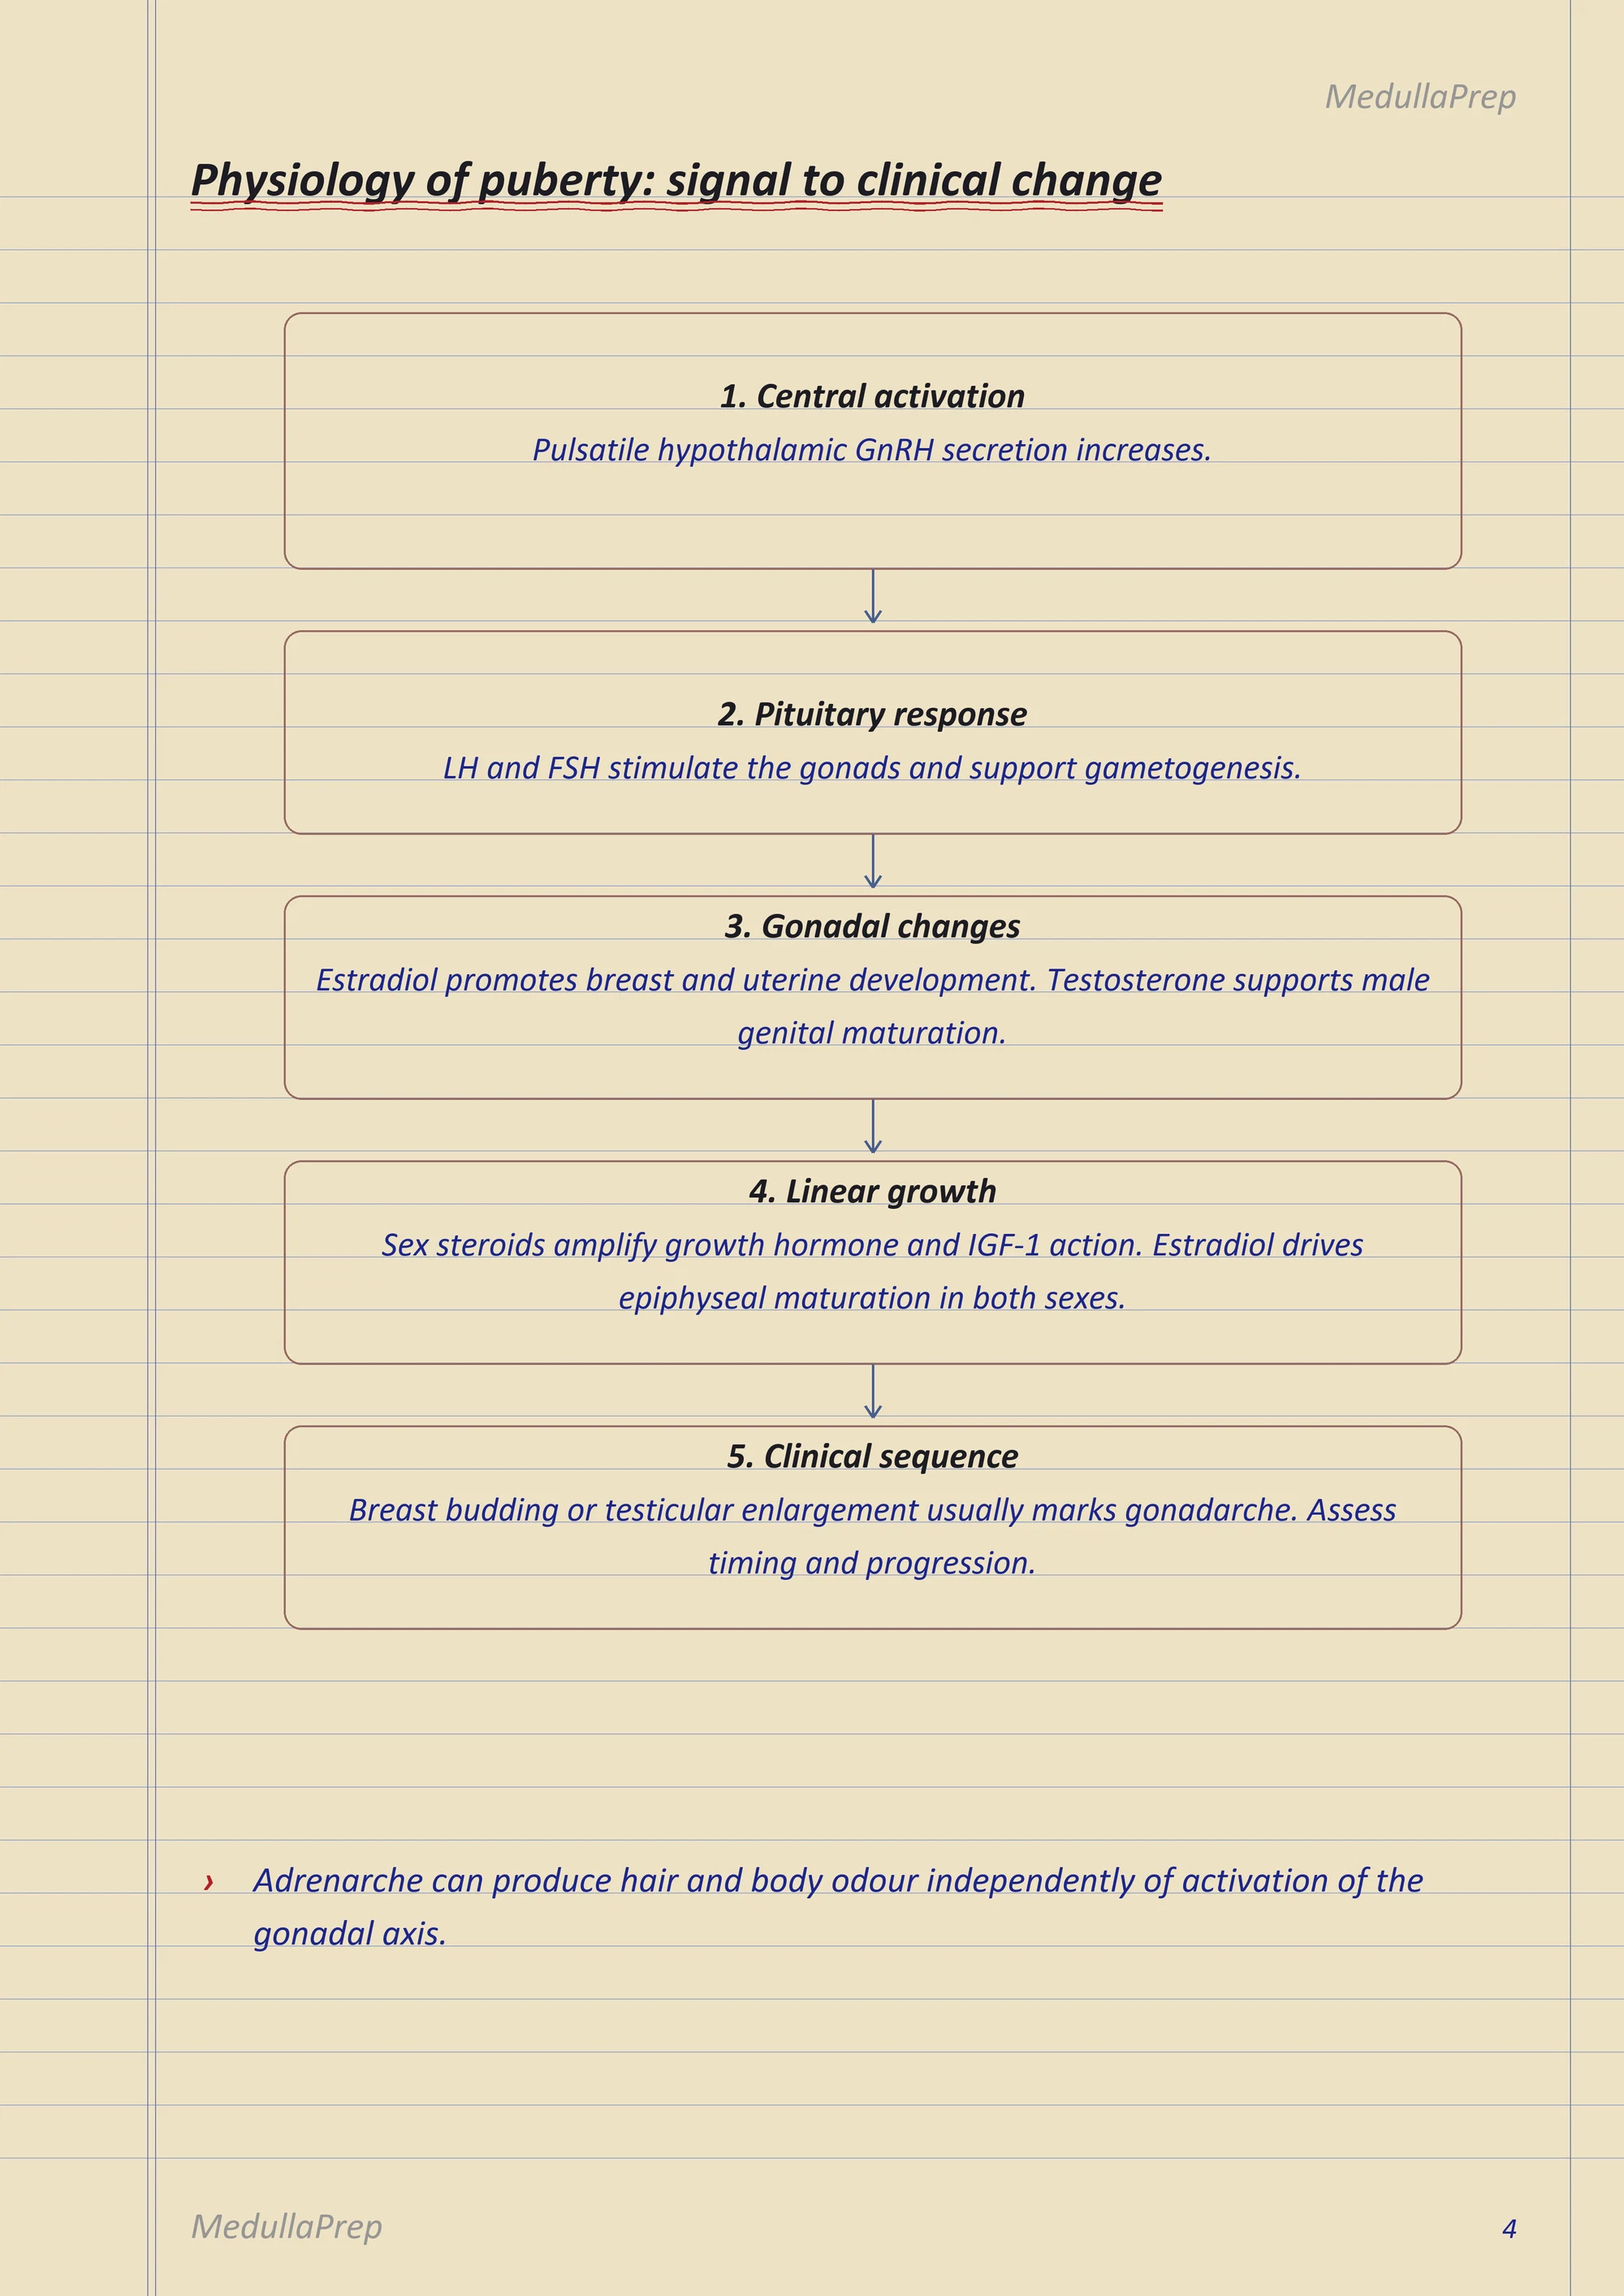 MedullaPrep
Physiology of puberty: signal to clinical change
1. Central activation
Pulsatile hypothalamic GnRH secretion increases.
2. Pituitary response
LH and FSH stimulate the gonads and support gametogenesis.
3. Gonadal changes
Estradiol promotes breast and uterine development. Testosterone supports male
genital maturation.
4. Linear growth
Sex steroids amplify growth hormone and IGF-1 action. Estradiol drives
epiphyseal maturation in both sexes.
5. Clinical sequence
Breast budding or testicular enlargement usually marks gonadarche. Assess
timing and progression.
› Adrenarche can produce hair and body odour independently of activation of the
gonadal axis.
MedullaPrep
4